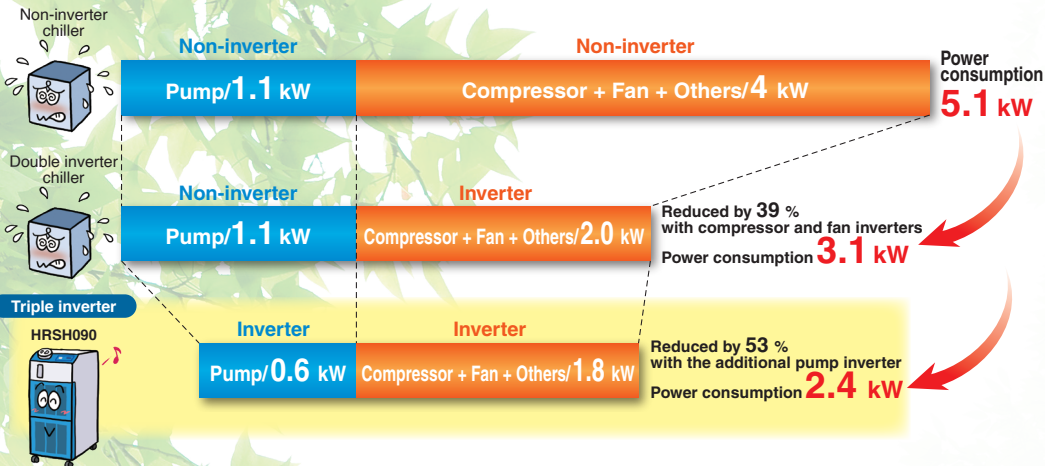 Non-inverter
chiller
Non-inverter
Non-inverter
Pump/1.1 kW
Compressor + Fan + Others/4 kW
Power
consumption
5.1 kW
Double inverter
chiller
Non-inverter
Inverter
Pump/1.1 kW
Compressor + Fan + Others/2.0 kW
Reduced by 39 %
with compressor and fan inverters
Power consumption 3.1 kW
Triple inverter
HRSH090
Inverter
Inverter
Pump/0.6 kW
Compressor + Fan + Others/1.8 kW
Reduced by 53 %
with the additional pump inverter
Power consumption 2.4 kW